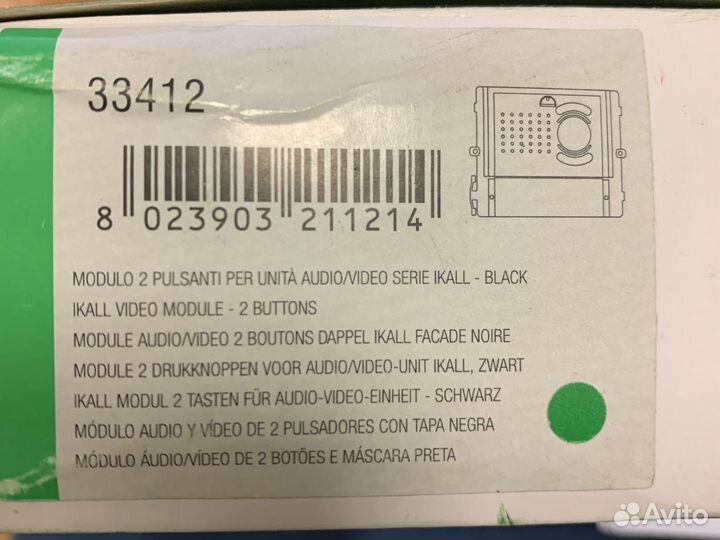 33412
8 023903 211214
MODULO 2 PULSANTI PER UNITÀ AUDIO/VIDEO SERIE IKALL - BLACK
IKALL VIDEO MODULE - 2 BUTTONS
MODULE AUDIO/VIDEO 2 BOUTONS DAPPEL IKALL FACADE NOIRE
MODULE 2 DRUKKNOPPEN VOOR AUDIO/VIDEO-UNIT IKALL, ZWART
IKALL MODUL 2 TASTEN FÜR AUDIO-VIDEO-EINHEIT - SCHWARZ
MÓDULO AUDIO Y VÍDEO DE 2 PULSADORES CON TAPA NEGRA
MÓDULO ÁUDIO/VÍDEO DE 2 BOTÕES E MÁSCARA PRETA
Avito